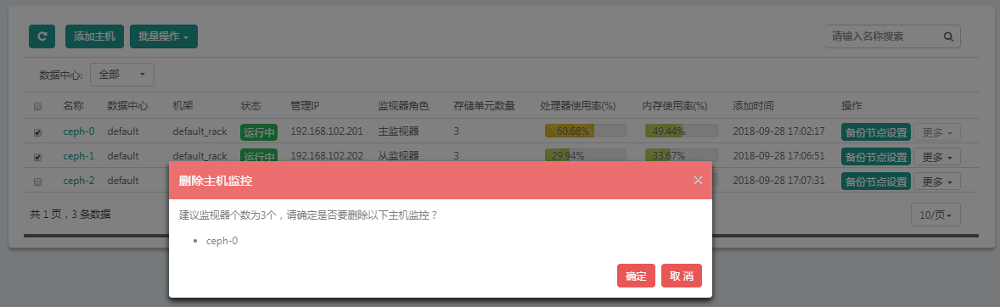 添加主机 批量操作 请输入名称搜索
数据中心: 全部
名称 数据中心 机架 状态 管理IP 监视器角色 存储单元数量 处理器使用率(%) 内存使用率(%) 添加时间 操作
ceph-0 default default_rack 运行中 192.168.102.201 主监视器 3 60.68% 49.44% 2018-09-28 17:02:17 备份节点设置 更多
ceph-1 default default_rack 运行中 192.168.102.202 从监视器 3 29.94% 33.67% 2018-09-28 17:06:51 备份节点设置 更多
ceph-2 default 2018-09-28 17:07:31 备份节点设置 更多
共 1 页，3 条数据 10/页
删除主机监控
建议监视器个数为3个，请确定是否要删除以下主机监控？
• ceph-0
确定 取 消